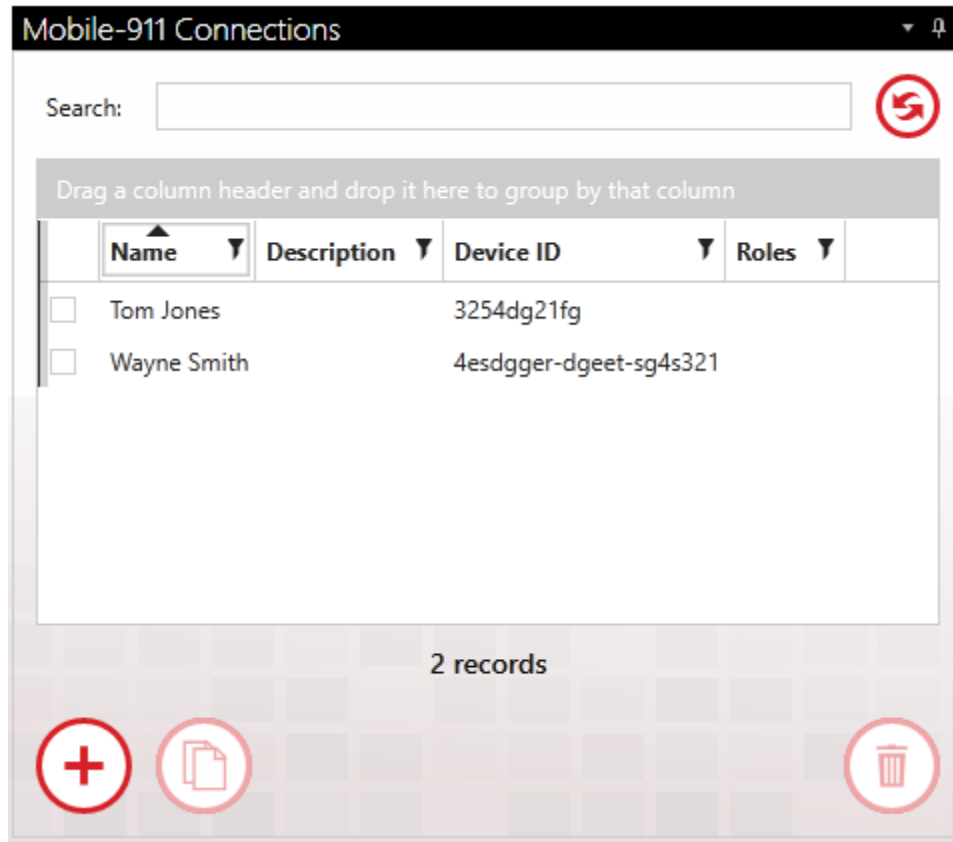 Mobile-911 Connections
Search:
Drag a column header and drop it here to group by that column
Name Description Device ID Roles
Tom Jones 3254dg21fg
Wayne Smith 4esdgger-dgeet-sg4s321
2 records